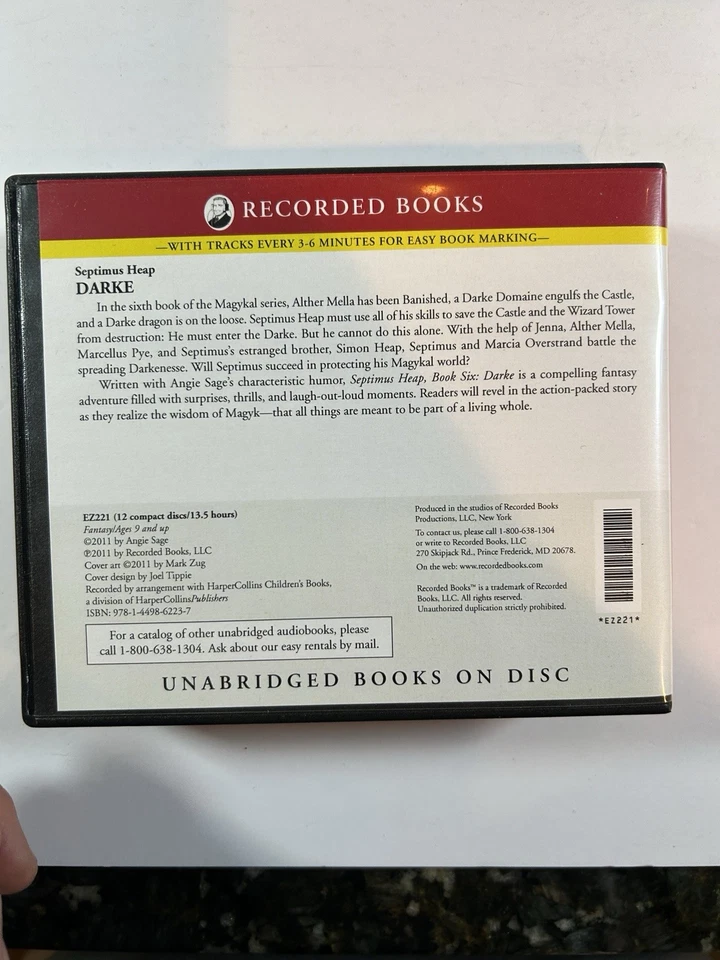 RECORDED BOOKS
—WITH TRACKS EVERY 3-6 MINUTES FOR EASY BOOK MARKING—
Septimus Heap
DARKE
In the sixth book of the Magykal series, Alther Mella has been Banished, a Darke Domaine engulfs the Castle,
and a Darke dragon is on the loose. Septimus Heap must use all of his skills to save the Castle and the Wizard Tower
from destruction: He must enter the Darke. But he cannot do this alone. With the help of Jenna, Alther Mella,
Marcellus Pye, and Septimus's estranged brother, Simon Heap, Septimus and Marcia Overstrand battle the
spreading Darkenesse. Will Septimus succeed in protecting his Magykal world?
Written with Angie Sage's characteristic humor, Septimus Heap, Book Six: Darke is a compelling fantasy
adventure filled with surprises, thrills, and laugh-out-loud moments. Readers will revel in the action-packed story
as they realize the wisdom of Magyk—that all things are meant to be part of a living whole.
EZ221 (12 compact discs/13.5 hours)
Fantasy/Ages 9 and up
©2011 by Angie Sage
℗2011 by Recorded Books, LLC
Cover art ©2011 by Mark Zug
Cover design by Joel Tippie
Recorded by arrangement with HarperCollins Children's Books,
a division of HarperCollinsPublishers
ISBN: 978-1-4498-6223-7
Produced in the studios of Recorded Books
Productions, LLC, New York
To contact us, please call 1-800-638-1304
or write to Recorded Books, LLC
270 Skipjack Rd., Prince Frederick, MD 20678.
On the web: www.recordedbooks.com
Recorded Books™ is a trademark of Recorded
Books, LLC. All rights reserved.
Unauthorized duplication strictly prohibited.
*EZ221*
For a catalog of other unabridged audiobooks, please
call 1-800-638-1304. Ask about our easy rentals by mail.
UNABRIDGED BOOKS ON DISC